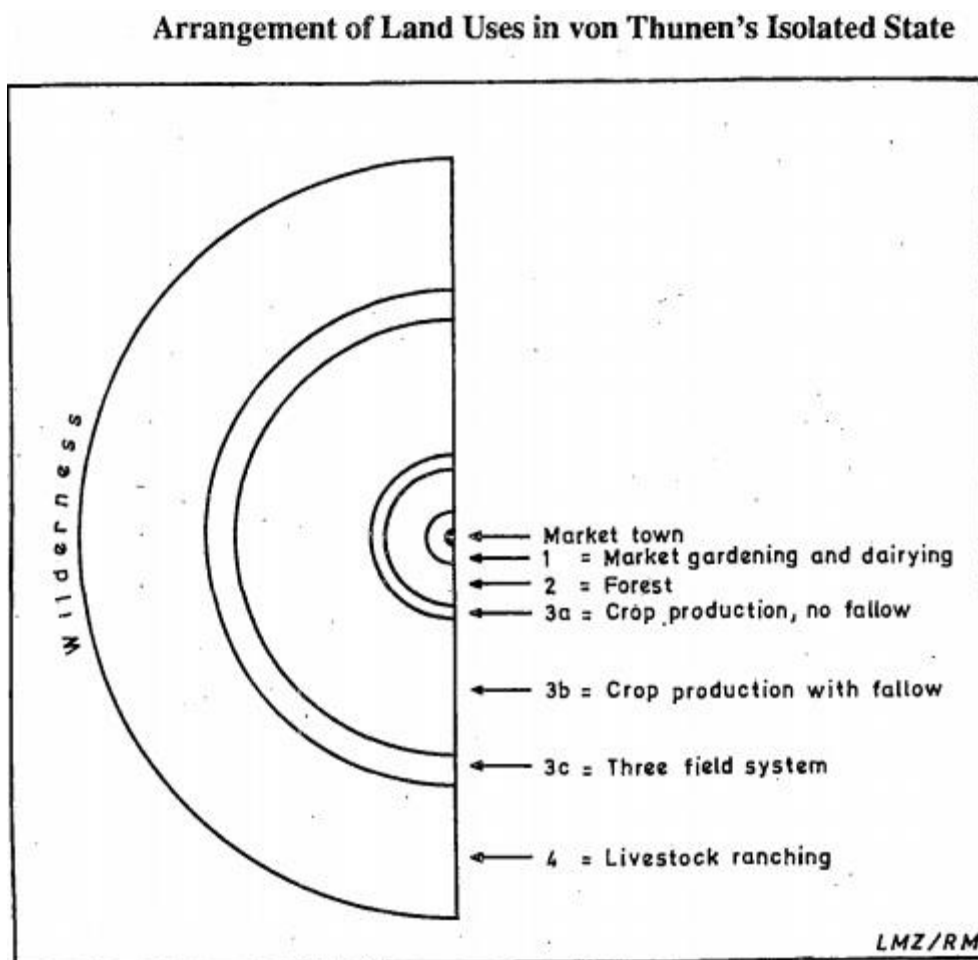 Arrangement of Land Uses in von Thunen's Isolated State
Wilderness
Market town
1 = Market gardening and dairying
2 = Forest
3a = Crop production, no fallow
3b = Crop production with fallow
3c = Three field system
4 = Livestock ranching
LMZ/RM